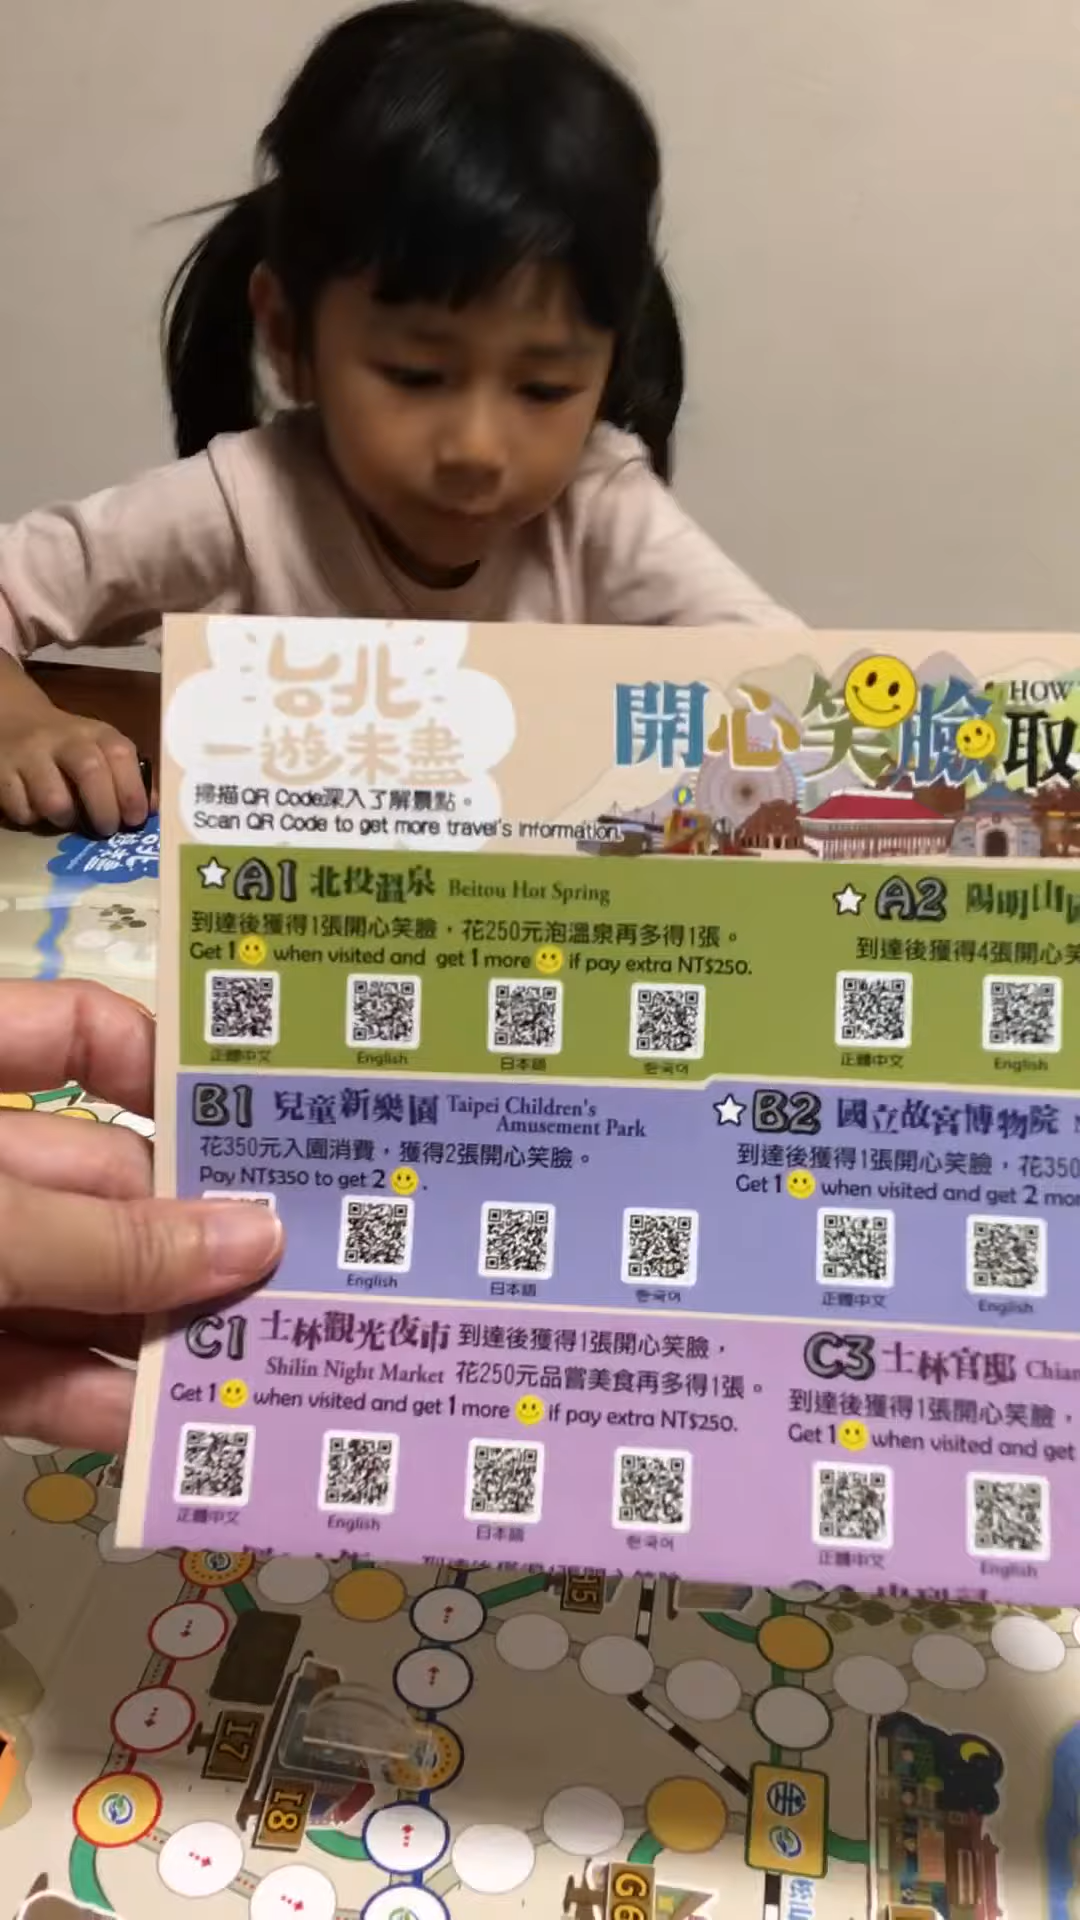 台北
一遊未盡
掃描QR Code深入了解景點。
Scan QR Code to get more travel's information.
開心笑臉取
HOW
A1 北投溫泉 Beitou Hot Spring
到達後獲得1張開心笑臉，花250元泡溫泉再多得1張。
Get 1 when visited and get 1 more if pay extra NT$250.
正體中文 English 日本語 한국어
A2 陽明山
到達後獲得4張開心笑
正體中文 English
B1 兒童新樂園 Taipei Children's
Amusement Park
花350元入園消費，獲得2張開心笑臉。
Pay NT$350 to get 2 .
English 日本語 한국어
B2 國立故宮博物院
到達後獲得1張開心笑臉，花350
Get 1 when visited and get 2 mor
正體中文 English
C1 士林觀光夜市 到達後獲得1張開心笑臉，
Shilin Night Market 花250元品嘗美食再多得1張。
Get 1 when visited and get 1 more if pay extra NT$250.
正體中文 English 日本語 한국어
C3 士林官邸 Chian
到達後獲得1張開心笑臉，
Get 1 when visited and get
正體中文 English
H5
I7
I8
G6
松山